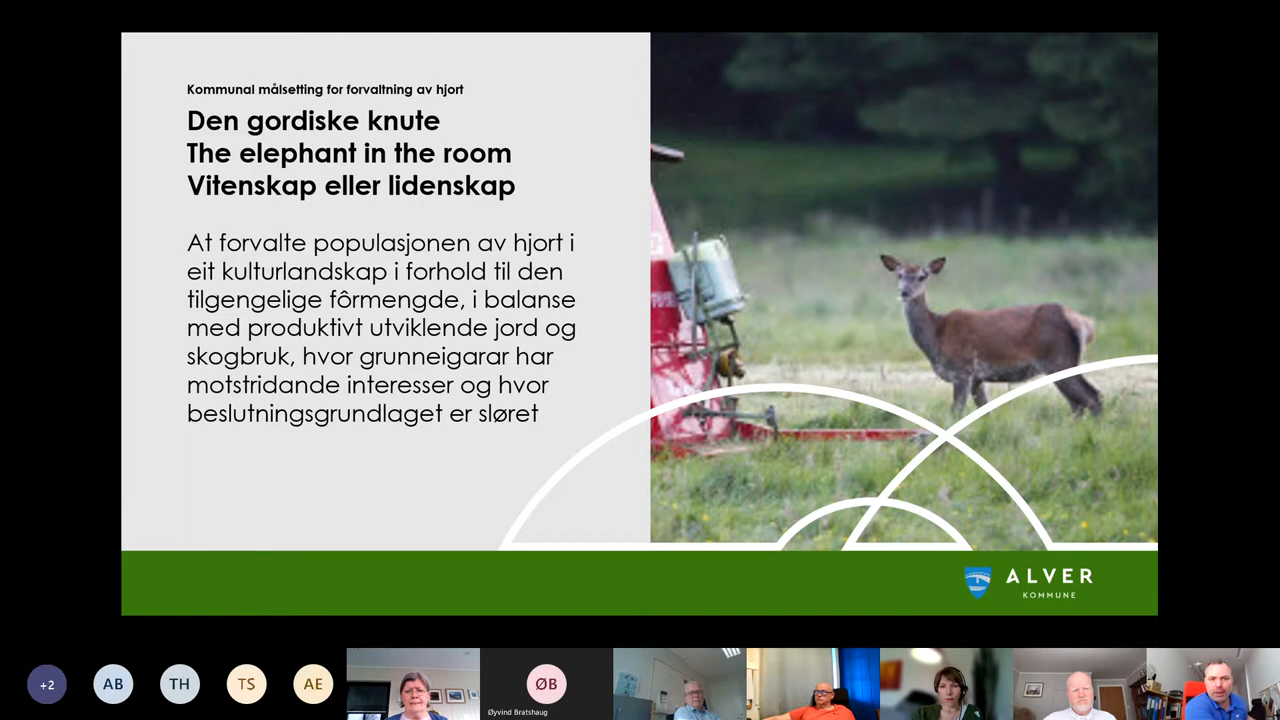 Kommunal målsetting for forvaltning av hjort
Den gordiske knute
The elephant in the room
Vitenskap eller lidenskap
At forvalte populasjonen av hjort i
eit kulturlandskap i forhold til den
tilgengelige fôrmengde, i balanse
med produktivt utviklende jord og
skogbruk, hvor grunneigarar har
motstridande interesser og hvor
beslutningsgrundlaget er sløret
ALVER
KOMMUNE
+2
AB
TH
TS
AE
ØB
Øyvind Bratshaug